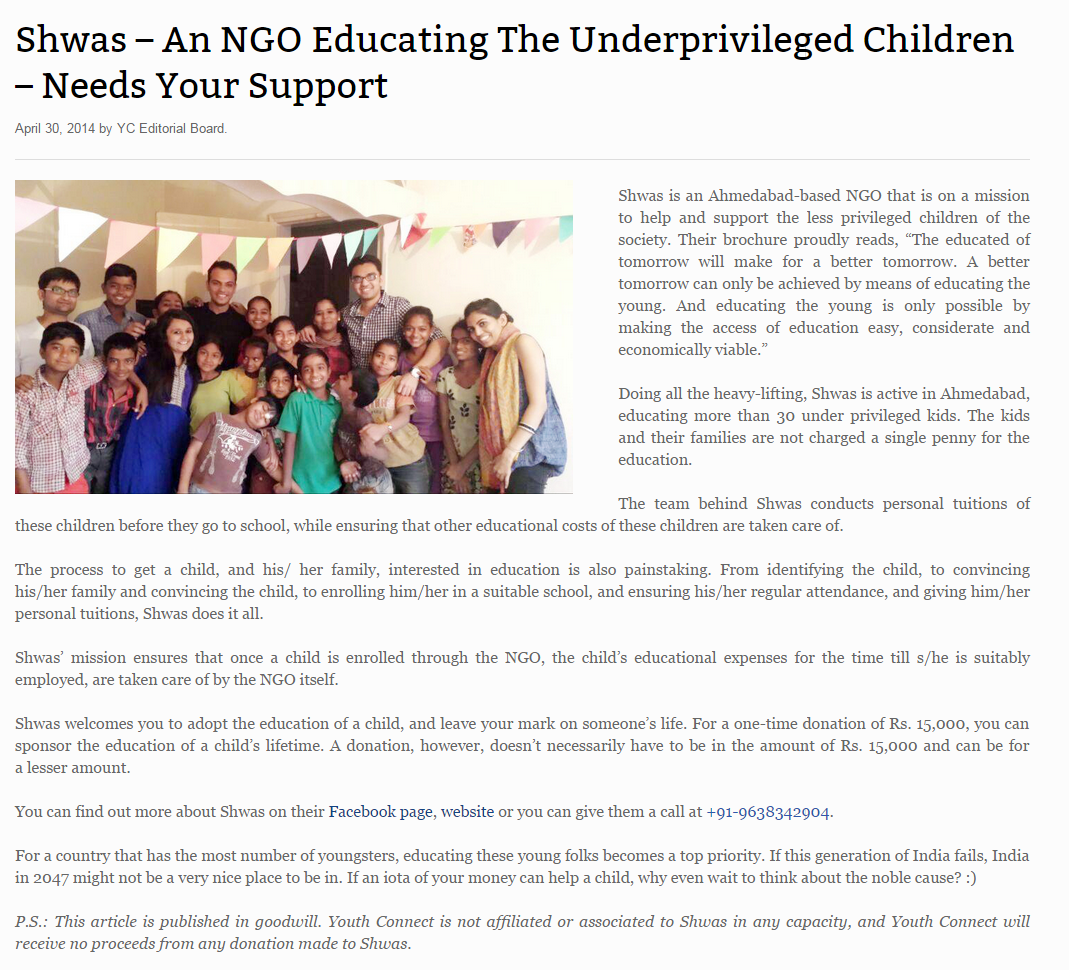 Shwas – An NGO Educating The Underprivileged Children
– Needs Your Support
April 30, 2014 by YC Editorial Board.
Shwas is an Ahmedabad-based NGO that is on a mission
to help and support the less privileged children of the
society. Their brochure proudly reads, “The educated of
tomorrow will make for a better tomorrow. A better
tomorrow can only be achieved by means of educating the
young. And educating the young is only possible by
making the access of education easy, considerate and
economically viable.”
Doing all the heavy-lifting, Shwas is active in Ahmedabad,
educating more than 30 under privileged kids. The kids
and their families are not charged a single penny for the
education.
The team behind Shwas conducts personal tuitions of
these children before they go to school, while ensuring that other educational costs of these children are taken care of.
The process to get a child, and his/ her family, interested in education is also painstaking. From identifying the child, to convincing
his/her family and convincing the child, to enrolling him/her in a suitable school, and ensuring his/her regular attendance, and giving him/her
personal tuitions, Shwas does it all.
Shwas’ mission ensures that once a child is enrolled through the NGO, the child’s educational expenses for the time till s/he is suitably
employed, are taken care of by the NGO itself.
Shwas welcomes you to adopt the education of a child, and leave your mark on someone’s life. For a one-time donation of Rs. 15,000, you can
sponsor the education of a child’s lifetime. A donation, however, doesn’t necessarily have to be in the amount of Rs. 15,000 and can be for
a lesser amount.
You can find out more about Shwas on their Facebook page, website or you can give them a call at +91-9638342904.
For a country that has the most number of youngsters, educating these young folks becomes a top priority. If this generation of India fails, India
in 2047 might not be a very nice place to be in. If an iota of your money can help a child, why even wait to think about the noble cause? :)
P.S.: This article is published in goodwill. Youth Connect is not affiliated or associated to Shwas in any capacity, and Youth Connect will
receive no proceeds from any donation made to Shwas.